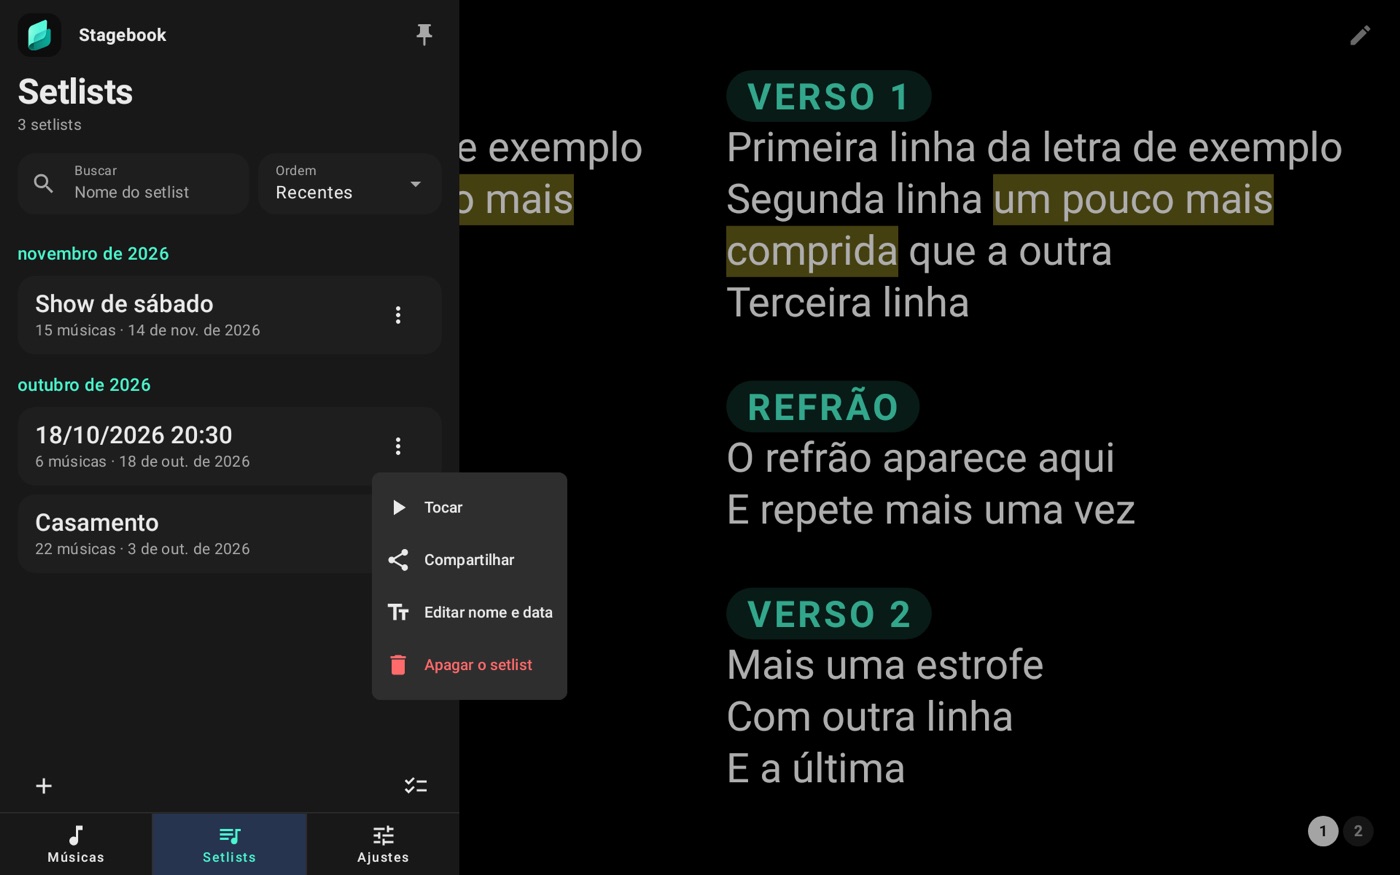 Stagebook
Setlists
3 setlists
Buscar
Nome do setlist
Ordem
Recentes
novembro de 2026
Show de sábado
15 músicas · 14 de nov. de 2026
outubro de 2026
18/10/2026 20:30
6 músicas · 18 de out. de 2026
Casamento
22 músicas · 3 de out. de 2026
Tocar
Compartilhar
Editar nome e data
Apagar o setlist
Músicas
Setlists
Ajustes
e exemplo
o mais
VERSO 1
Primeira linha da letra de exemplo
Segunda linha um pouco mais
comprida que a outra
Terceira linha
REFRÃO
O refrão aparece aqui
E repete mais uma vez
VERSO 2
Mais uma estrofe
Com outra linha
E a última
1 2